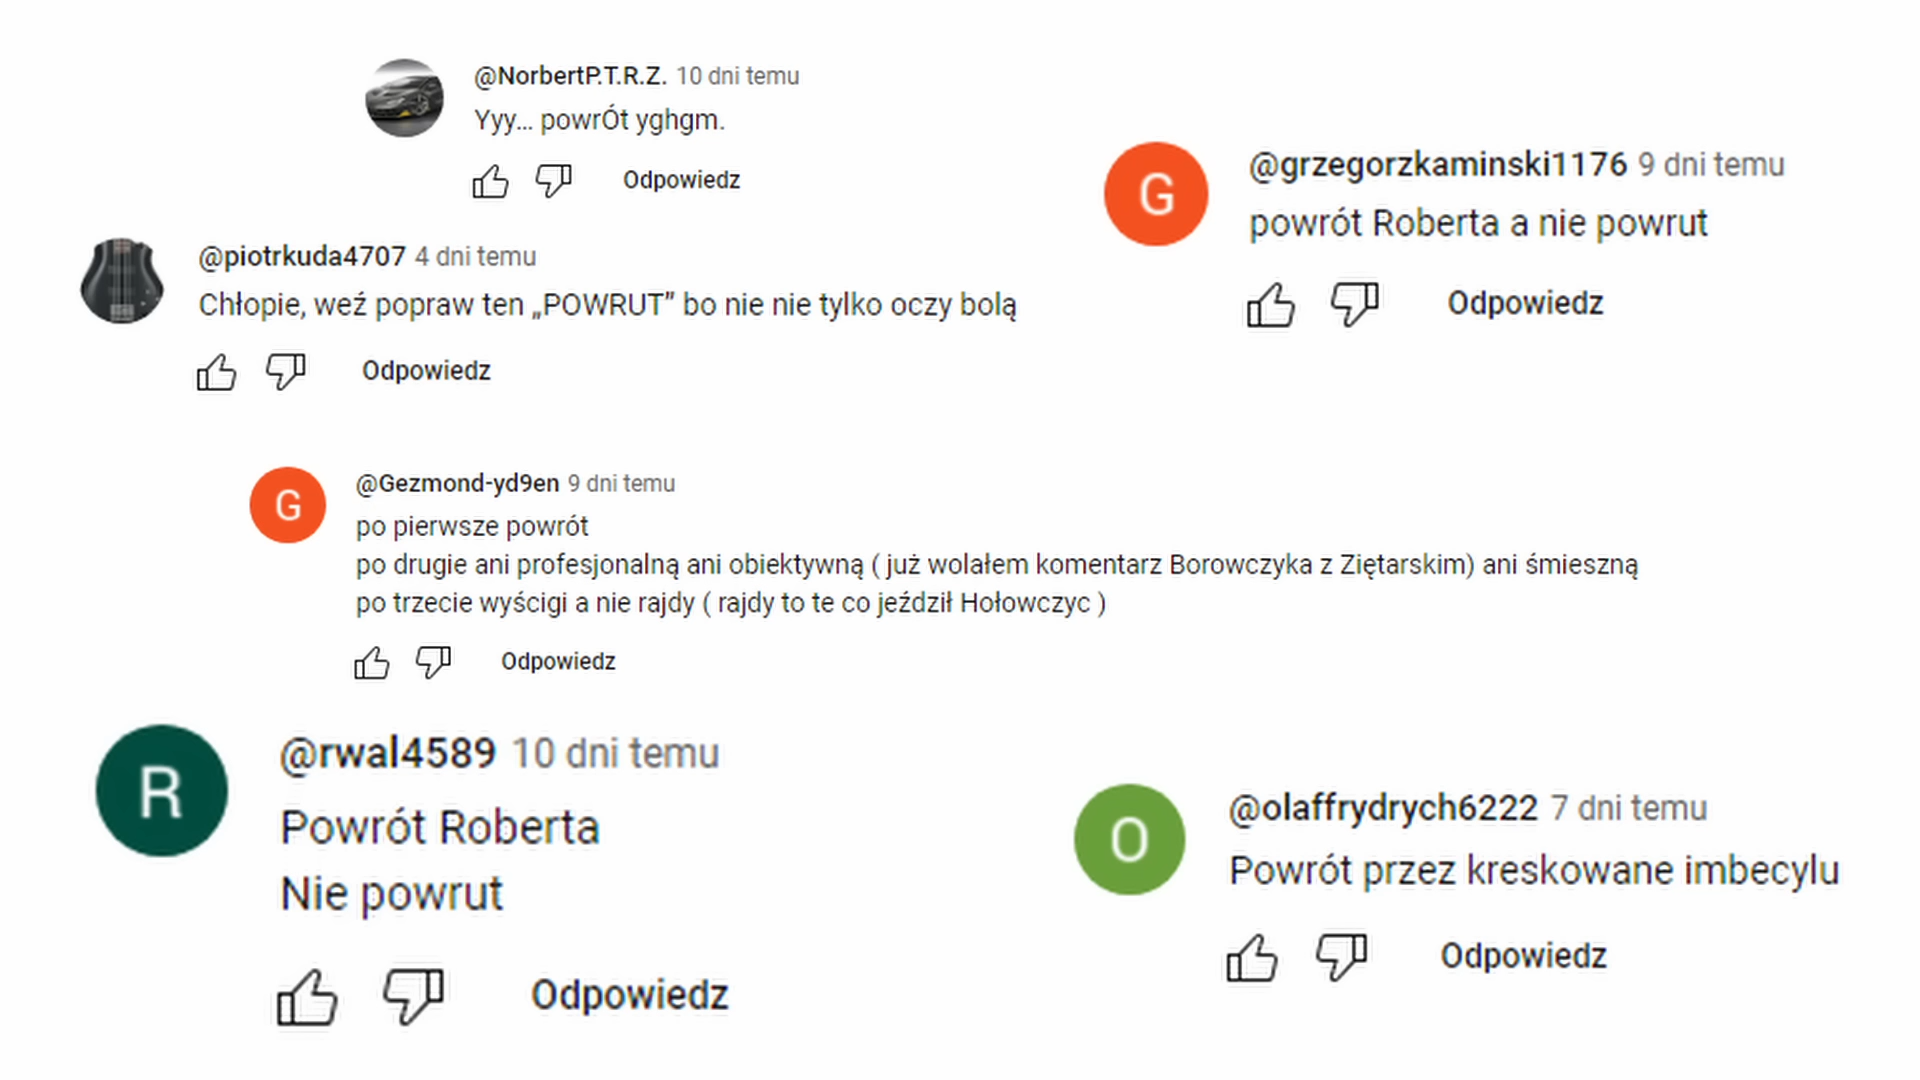 @NorbertP.T.R.Z. 10 dni temu
Yyy... powrÓt yghgm.
Odpowiedz
@grzegorzkaminski1176 9 dni temu
powrót Roberta a nie powrut
Odpowiedz
@piotrkuda4707 4 dni temu
Chłopie, weź popraw ten „POWRUT” bo nie nie tylko oczy bolą
Odpowiedz
G
@Gezmond-yd9en 9 dni temu
po pierwsze powrót
po drugie ani profesjonalną ani obiektywną ( już wolałem komentarz Borowczyka z Ziętarskim) ani śmieszną
po trzecie wyścigi a nie rajdy ( rajdy to te co jeździł Hołowczyc )
Odpowiedz
R
@rwal4589 10 dni temu
Powrót Roberta
Nie powrut
Odpowiedz
O
@olaffrydrych6222 7 dni temu
Powrót przez kreskowane imbecylu
Odpowiedz
G